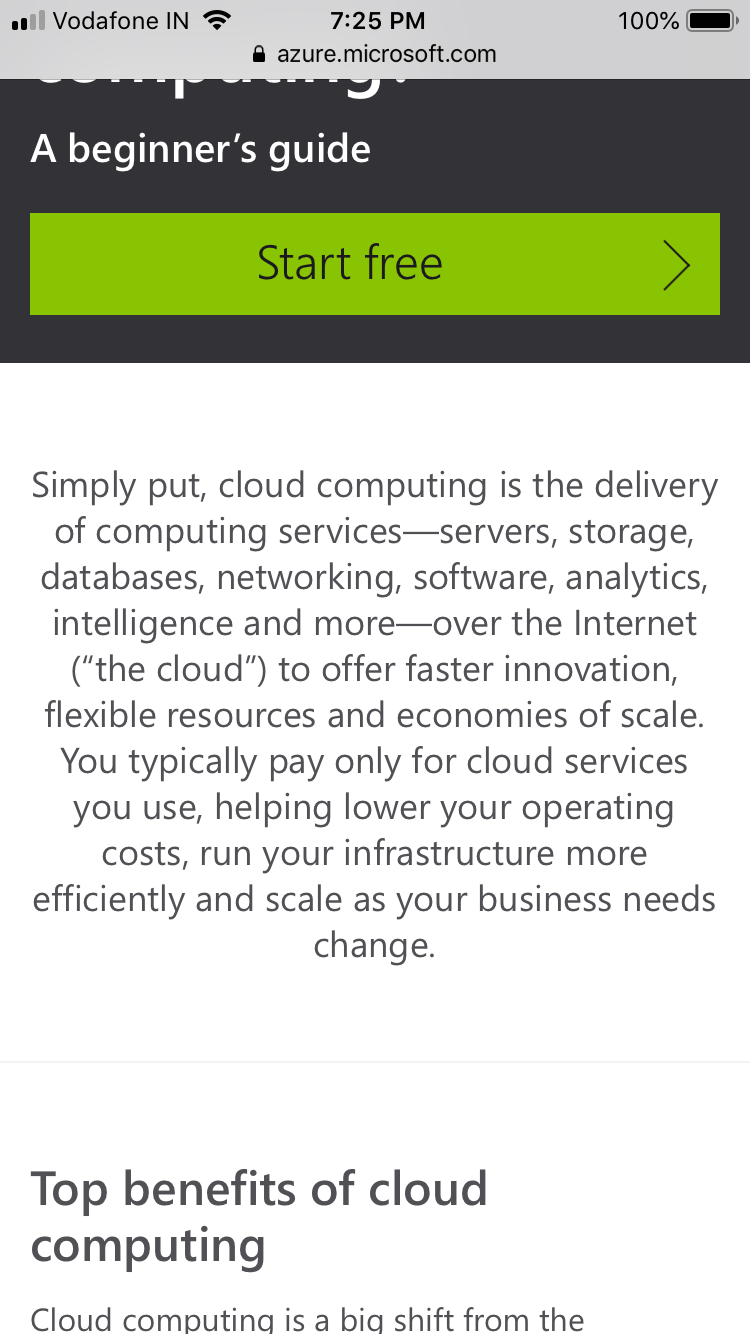 Vodafone IN 7:25 PM 100%
azure.microsoft.com
computing?
A beginner’s guide
Start free
Simply put, cloud computing is the delivery
of computing services—servers, storage,
databases, networking, software, analytics,
intelligence and more—over the Internet
(“the cloud”) to offer faster innovation,
flexible resources and economies of scale.
You typically pay only for cloud services
you use, helping lower your operating
costs, run your infrastructure more
efficiently and scale as your business needs
change.
Top benefits of cloud
computing
Cloud computing is a big shift from the